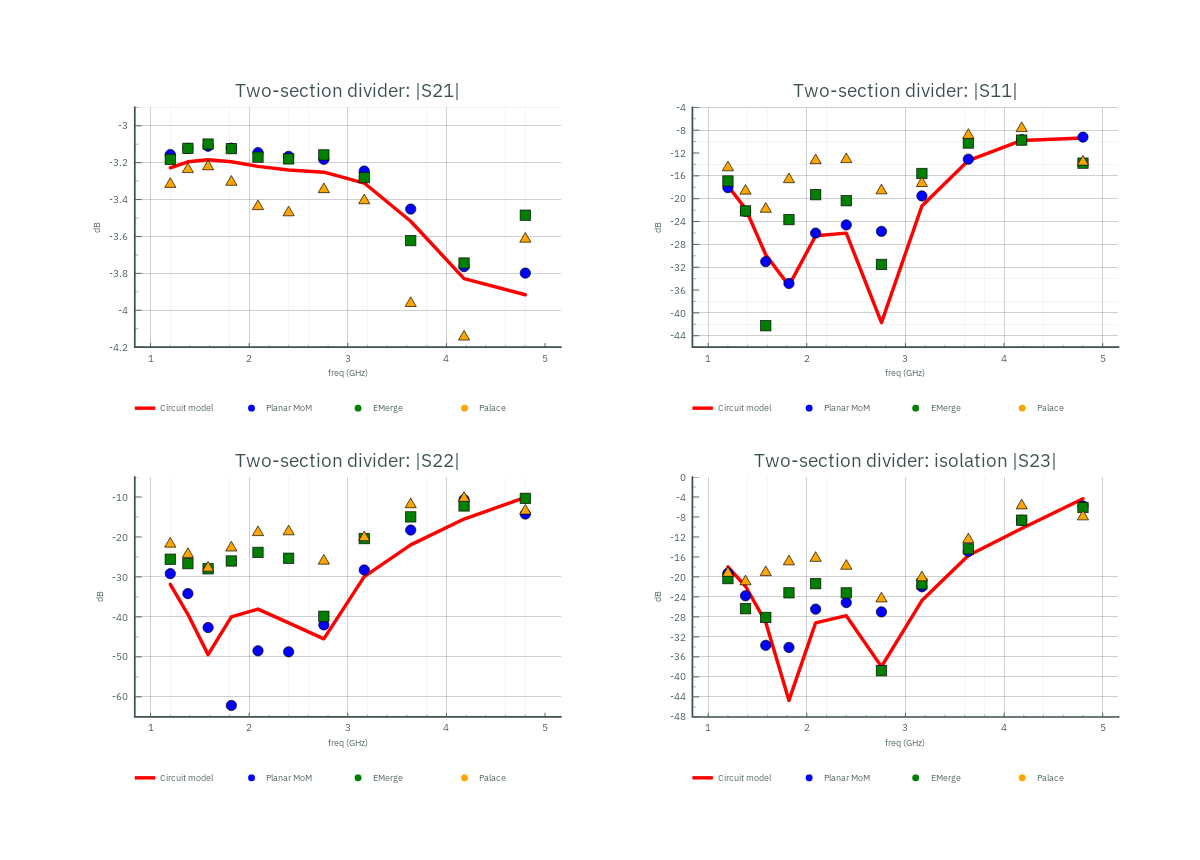 Two-section divider: |S21|
-3
-3.2
-3.4
-3.6
-3.8
-4
-4.2
dB
1 2 3 4 5
freq (GHz)
Circuit model Planar MoM EMerge Palace
Two-section divider: |S11|
-4
-8
-12
-16
-20
-24
-28
-32
-36
-40
-44
dB
1 2 3 4 5
freq (GHz)
Circuit model Planar MoM EMerge Palace
Two-section divider: |S22|
-10
-20
-30
-40
-50
-60
dB
1 2 3 4 5
freq (GHz)
Circuit model Planar MoM EMerge Palace
Two-section divider: isolation |S23|
0
-4
-8
-12
-16
-20
-24
-28
-32
-36
-40
-44
-48
dB
1 2 3 4 5
freq (GHz)
Circuit model Planar MoM EMerge Palace